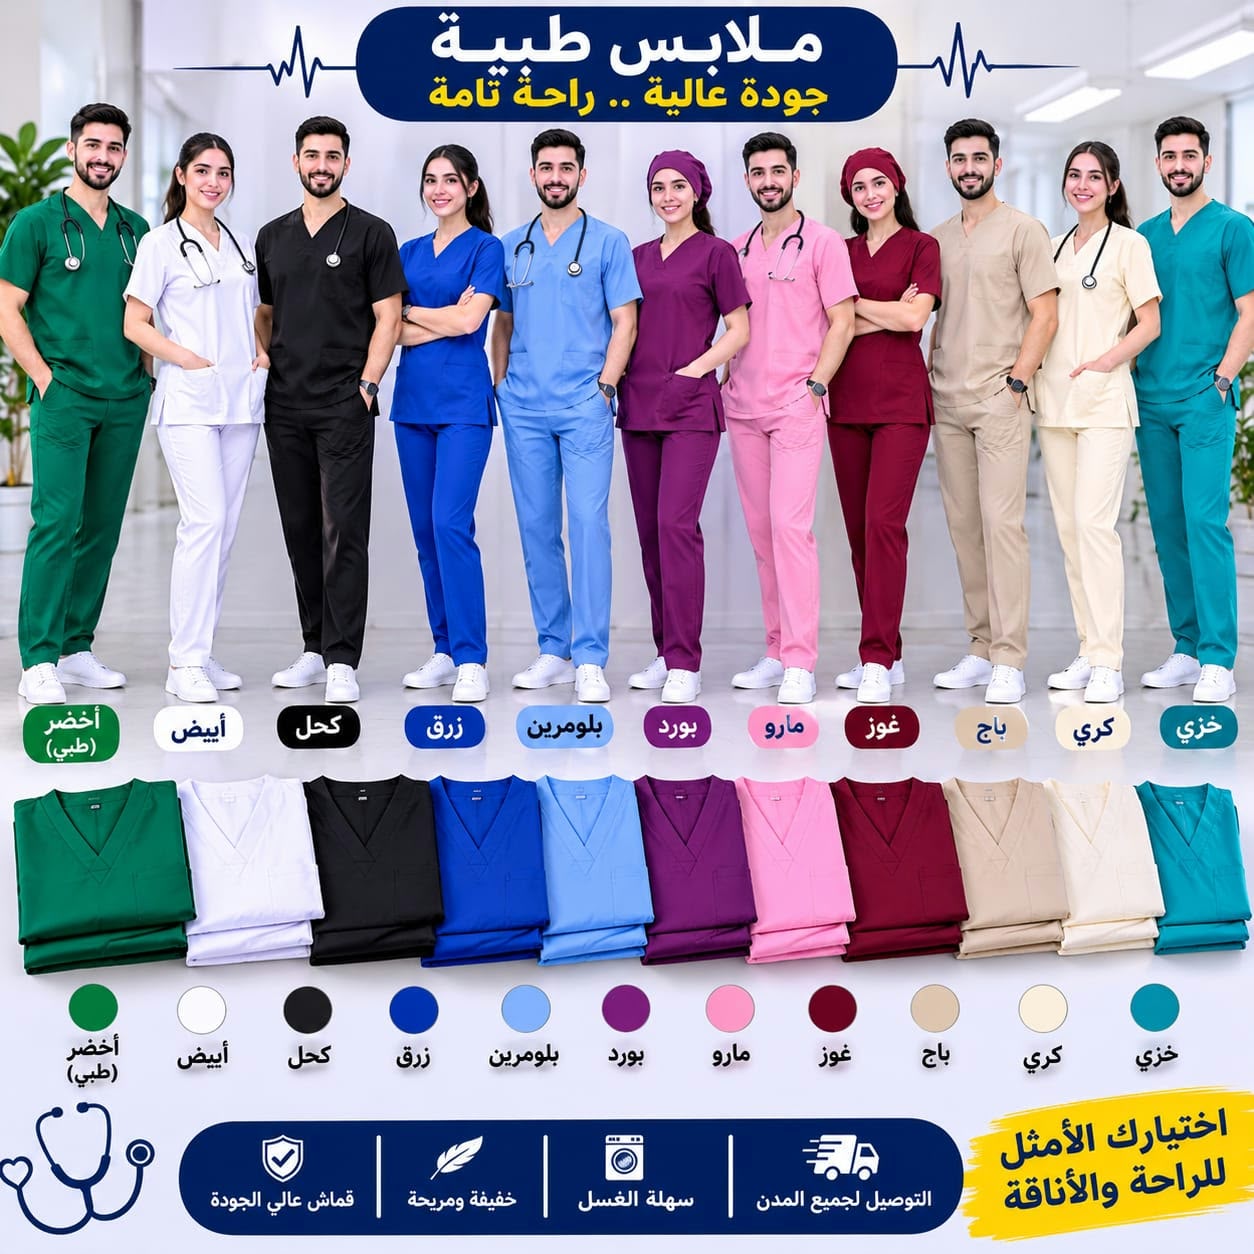 ملابس طبية
جودة عالية .. راحة تامة
خزي
كري
باج
غوز
مارو
بورد
بلومرين
زرق
كحل
أبيض
أخضر
(طبي)
خزي
كري
باج
غوز
مارو
بورد
بلومرين
زرق
كحل
أبيض
أخضر
(طبي)
اختيارك الأمثل
للراحة والأناقة
التوصيل لجميع المدن
سهلة الغسل
خفيفة ومريحة
قماش عالي الجودة